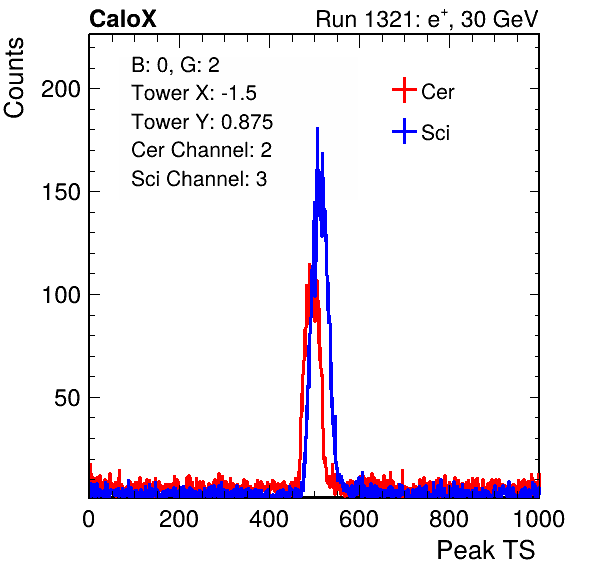 CaloX
Run 1321: e+, 30 GeV
Counts
B: 0, G: 2
Tower X: -1.5
Tower Y: 0.875
Cer Channel: 2
Sci Channel: 3
Cer
Sci
200
150
100
50
0 200 400 600 800 1000
Peak TS